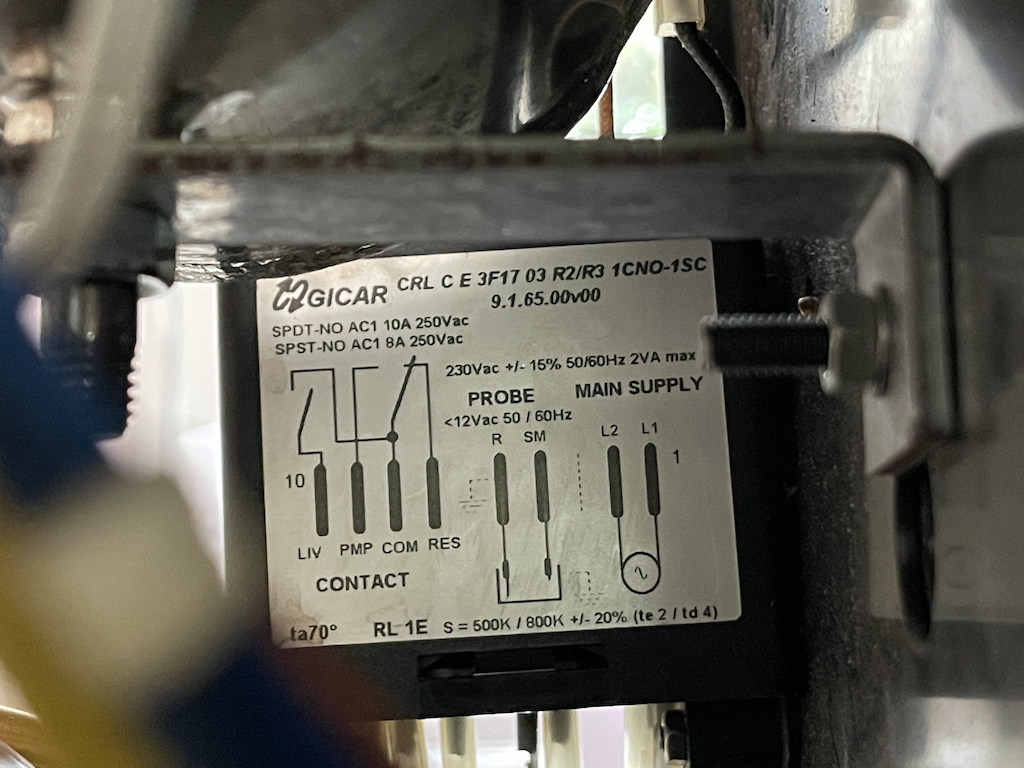 GICAR CRL C E 3F17 03 R2/R3 1CNO-1SC
9.1.65.00v00
SPDT-NO AC1 10A 250Vac
SPST-NO AC1 8A 250Vac
230Vac +/- 15% 50/60Hz 2VA max
PROBE MAIN SUPPLY
<12Vac 50 / 60Hz
R SM L2 L1
10 1
LIV PMP COM RES
CONTACT
ta70° RL 1E S = 500K / 800K +/- 20% (te 2 / td 4)